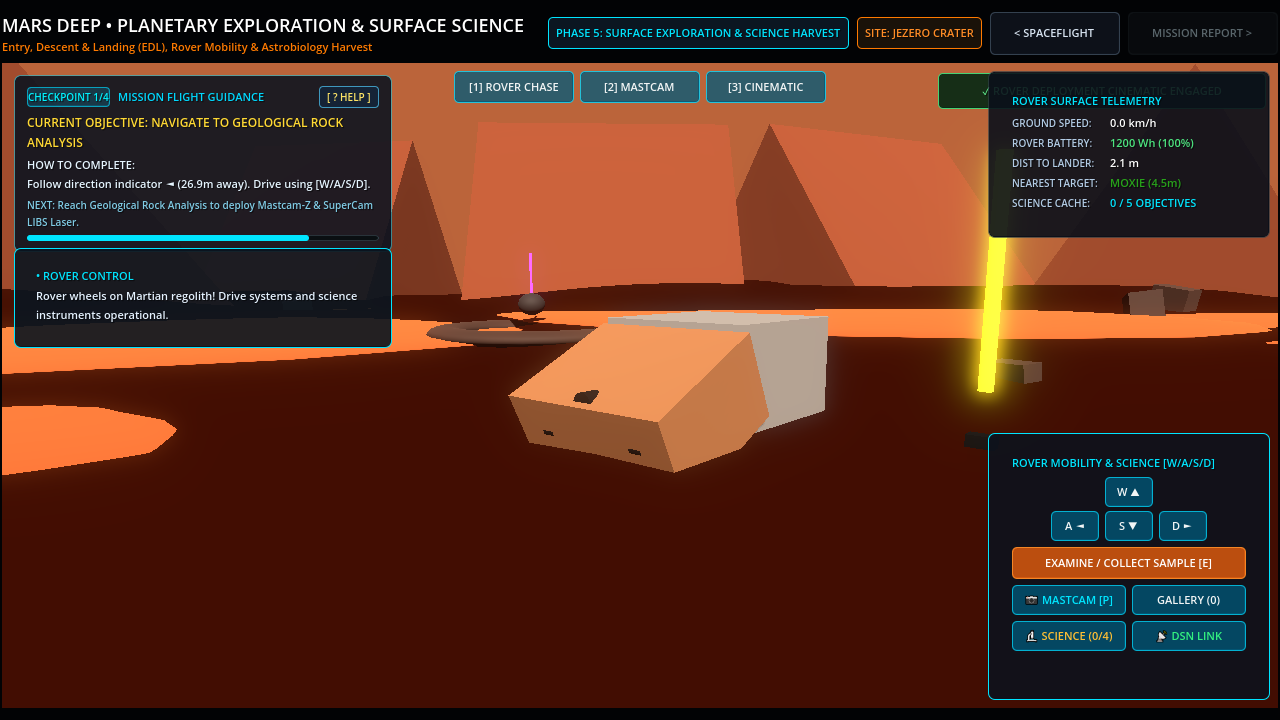 MARS DEEP • PLANETARY EXPLORATION & SURFACE SCIENCE
Entry, Descent & Landing (EDL), Rover Mobility & Astrobiology Harvest
PHASE 5: SURFACE EXPLORATION & SCIENCE HARVEST
SITE: JEZERO CRATER
< SPACEFLIGHT
MISSION REPORT >
CHECKPOINT 1/4
MISSION FLIGHT GUIDANCE
[ ? HELP ]
CURRENT OBJECTIVE: NAVIGATE TO GEOLOGICAL ROCK
ANALYSIS
HOW TO COMPLETE:
Follow direction indicator ◄ (26.9m away). Drive using [W/A/S/D].
NEXT: Reach Geological Rock Analysis to deploy Mastcam-Z & SuperCam
LIBS Laser.
• ROVER CONTROL
Rover wheels on Martian regolith! Drive systems and science
instruments operational.
[1] ROVER CHASE
[2] MASTCAM
[3] CINEMATIC
✓ ROVER DEPLOYMENT CINEMATIC ENGAGED
ROVER SURFACE TELEMETRY
GROUND SPEED: 0.0 km/h
ROVER BATTERY: 1200 Wh (100%)
DIST TO LANDER: 2.1 m
NEAREST TARGET: MOXIE (4.5m)
SCIENCE CACHE: 0 / 5 OBJECTIVES
ROVER MOBILITY & SCIENCE [W/A/S/D]
W ▲
A ◄
S ▼
D ►
EXAMINE / COLLECT SAMPLE [E]
MASTCAM [P]
GALLERY (0)
SCIENCE (0/4)
DSN LINK